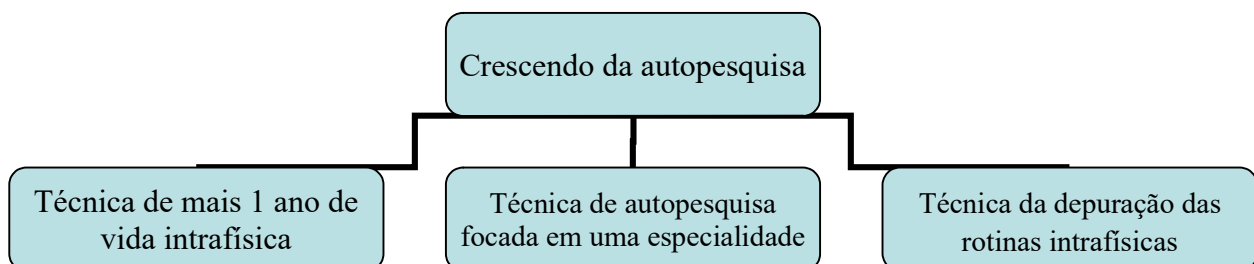 Crescendo da autopesquisa
Técnica de mais 1 ano de
vida intrafísica
Técnica de autopesquisa
focada em uma especialidade
Técnica da depuração das
rotinas intrafísicas